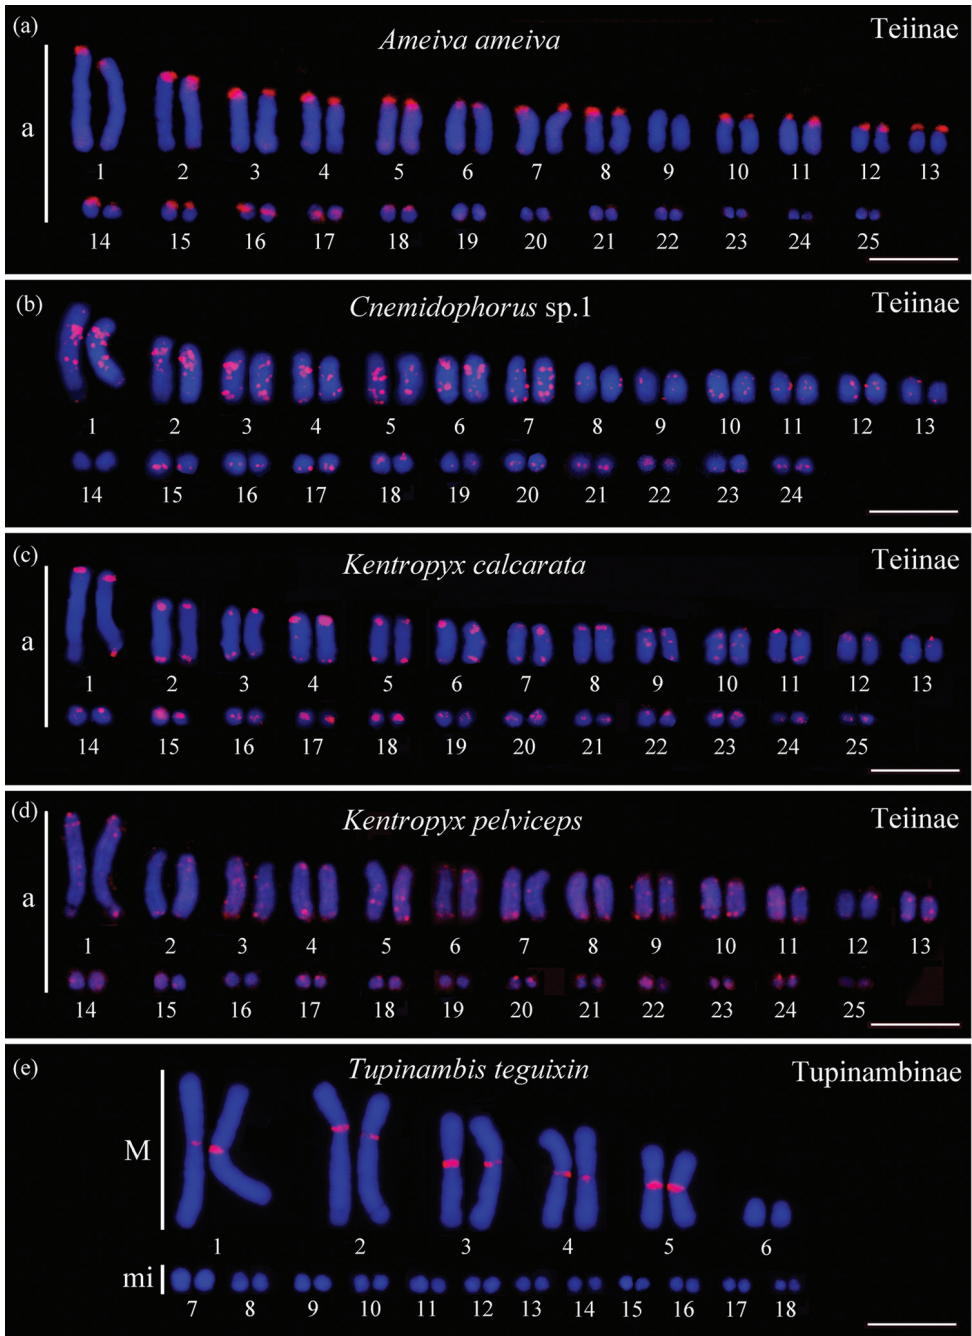 (a) Ameiva ameiva Teiinae
a
1 2 3 4 5 6 7 8 9 10 11 12 13
14 15 16 17 18 19 20 21 22 23 24 25
(b) Cnemidophorus sp.1 Teiinae
1 2 3 4 5 6 7 8 9 10 11 12 13
14 15 16 17 18 19 20 21 22 23 24
(c) Kentropyx calcarata Teiinae
a
1 2 3 4 5 6 7 8 9 10 11 12 13
14 15 16 17 18 19 20 21 22 23 24 25
(d) Kentropyx pelviceps Teiinae
a
1 2 3 4 5 6 7 8 9 10 11 12 13
14 15 16 17 18 19 20 21 22 23 24 25
(e) Tupinambis teguixin Tupinambinae
M
1 2 3 4 5 6
mi
7 8 9 10 11 12 13 14 15 16 17 18